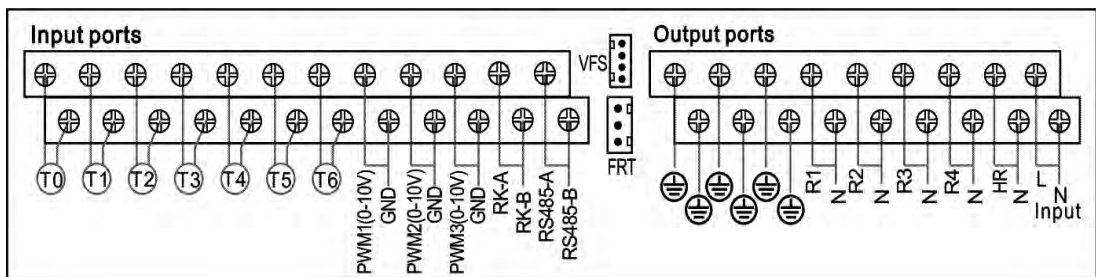 Input ports
VFS
FRT
Output ports
T0
T1
T2
T3
T4
T5
T6
PWM1(0-10V)
GND
PWM2(0-10V)
GND
PWM3(0-10V)
GND
RK-A
RK-B
RS485-A
RS485-B
R1
N
R2
N
R3
N
R4
N
HR
N
L
N
Input